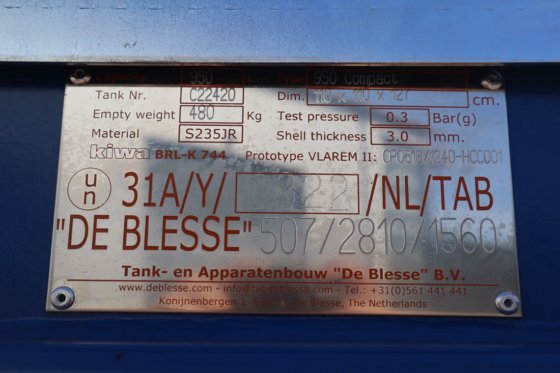 Capacity 950 Type 950 Compact
Tank Nr. C22420 Dim. 110 x 110 x 127 cm.
Empty weight 480 Kg Test pressure 0.3 Bar(g)
Material S235JR Shell thickness 3.0 mm.
kiwa BRL-K 744 Prototype VLAREM II: CP0618/1240-HCC001
un 31A/Y/ /NL/TAB
"DE BLESSE" 507/2810/1560
Tank- en Apparatenbouw "De Blesse" B.V.
www.deblesse.com - info@tabdeblesse.com - Tel.: +31(0)561 441 441
Konijnenbergen 1 De Blesse, The Netherlands